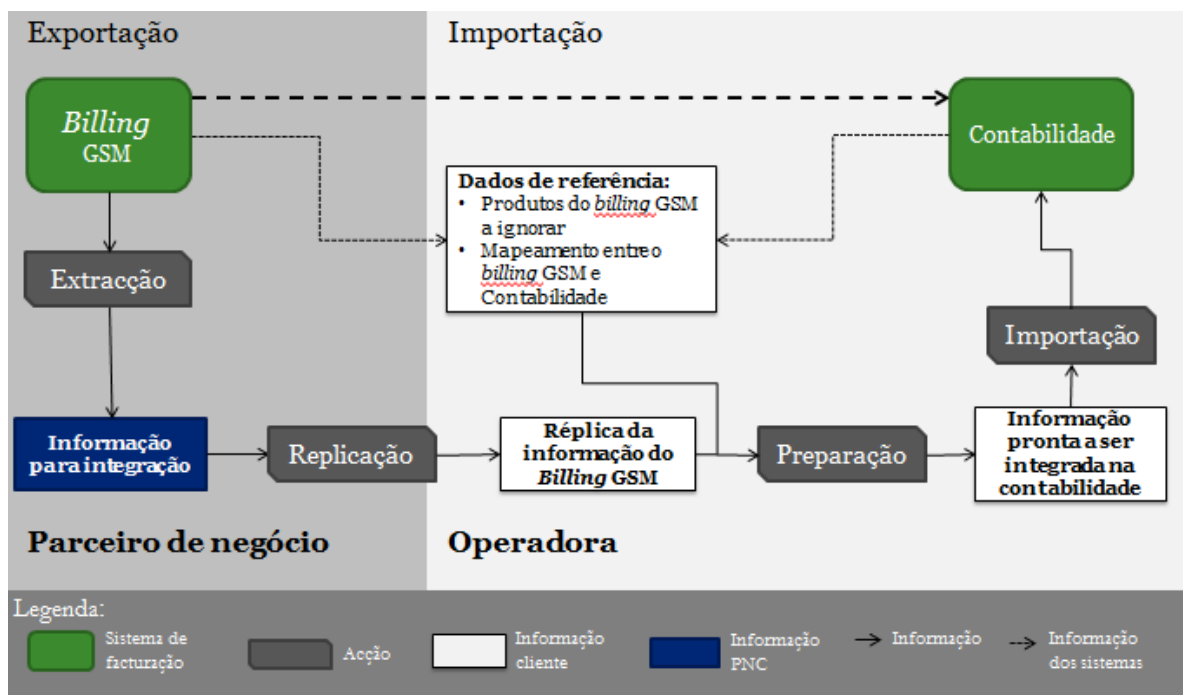 Exportação
Importação
Billing
GSM
Contabilidade
Dados de referência:
• Produtos do billing GSM
a ignorar
• Mapeamento entre o
billing GSM e
Contabilidade
Extracção
Importação
Informação
para integração
Replicação
Réplica da
informação do
Billing GSM
Preparação
Informação
pronta a ser
integrada na
contabilidade
Parceiro de negócio
Operadora
Legenda:
Sistema de
facturação
Acção
Informação
cliente
Informação
PNC
Informação
Informação
dos sistemas